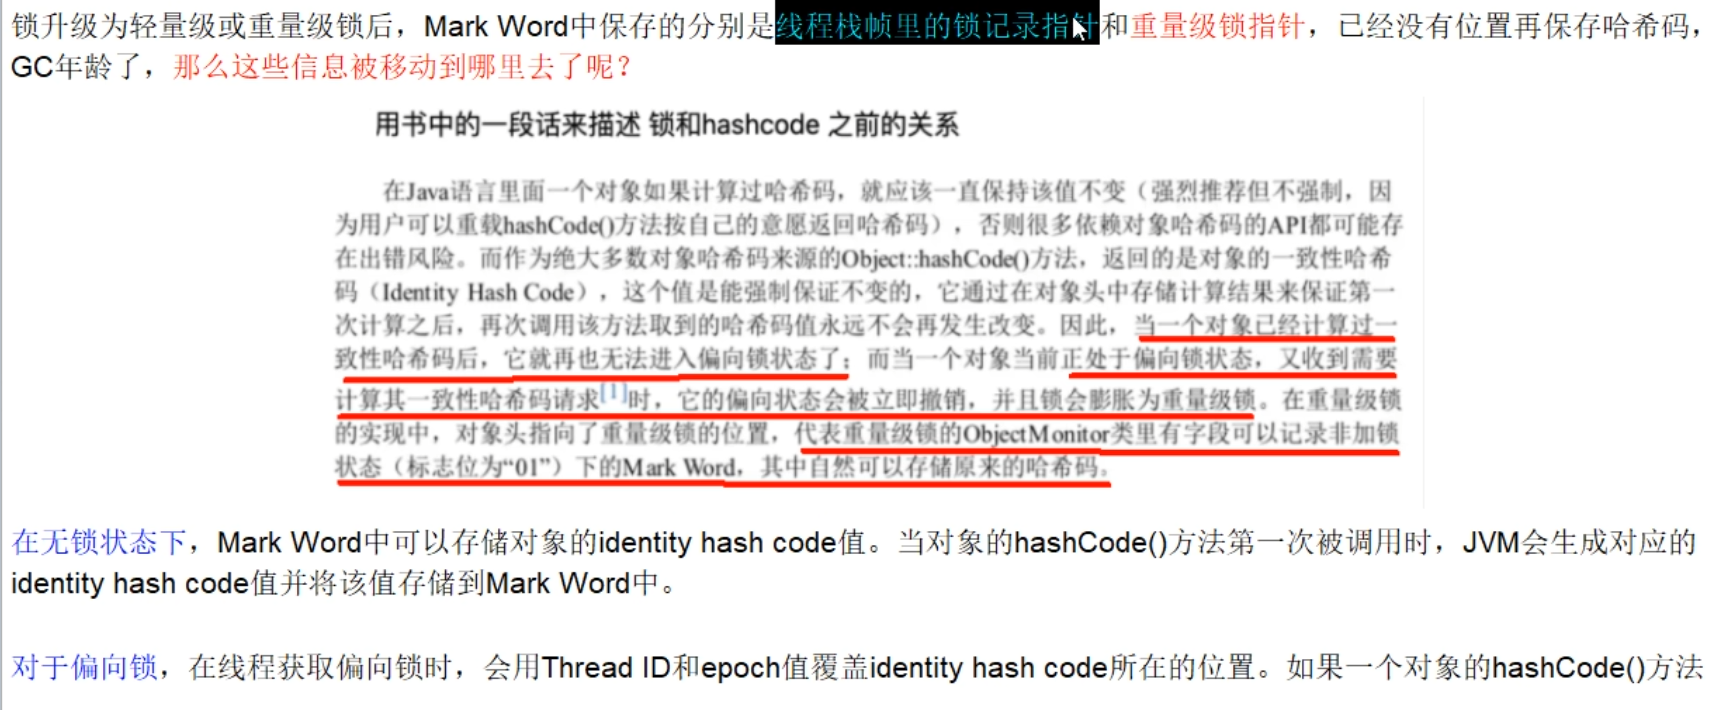 锁升级为轻量级或重量级锁后，Mark Word中保存的分别是线程栈帧里的锁记录指针和重量级锁指针，已经没有位置再保存哈希码，
GC年龄了，那么这些信息被移动到哪里去了呢？
用书中的一段话来描述 锁和hashcode 之前的关系
在Java语言里面一个对象如果计算过哈希码，就应该一直保持该值不变（强烈推荐但不强制，因
为用户可以重载hashCode()方法按自己的意愿返回哈希码），否则很多依赖对象哈希码的API都可能存
在出错风险。而作为绝大多数对象哈希码来源的Object::hashCode()方法，返回的是对象的一致性哈希
码（Identity Hash Code），这个值是能强制保证不变的，它通过在对象头中存储计算结果来保证第一
次计算之后，再次调用该方法取到的哈希码值永远不会再发生改变。因此，当一个对象已经计算过一
致性哈希码后，它就再也无法进入偏向锁状态了；而当一个对象当前正处于偏向锁状态，又收到需要
计算其一致性哈希码请求[1]时，它的偏向状态会被立即撤销，并且锁会膨胀为重量级锁。在重量级锁
的实现中，对象头指向了重量级锁的位置，代表重量级锁的ObjectMonitor类里有字段可以记录非加锁
状态（标志位为“01”）下的Mark Word，其中自然可以存储原来的哈希码。
在无锁状态下，Mark Word中可以存储对象的identity hash code值。当对象的hashCode()方法第一次被调用时，JVM会生成对应的
identity hash code值并将该值存储到Mark Word中。
对于偏向锁，在线程获取偏向锁时，会用Thread ID和epoch值覆盖identity hash code所在的位置。如果一个对象的hashCode()方法